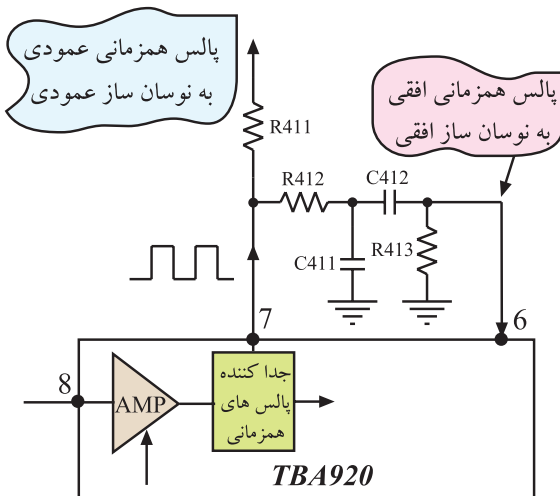 پالس همزمانی عمودی
به نوسان ساز عمودی
پالس همزمانی افقی
به نوسان ساز افقی
R411
R412
C412
C411
R413
7
6
8
AMP
جدا کننده
پالس های
همزمانی
TBA920